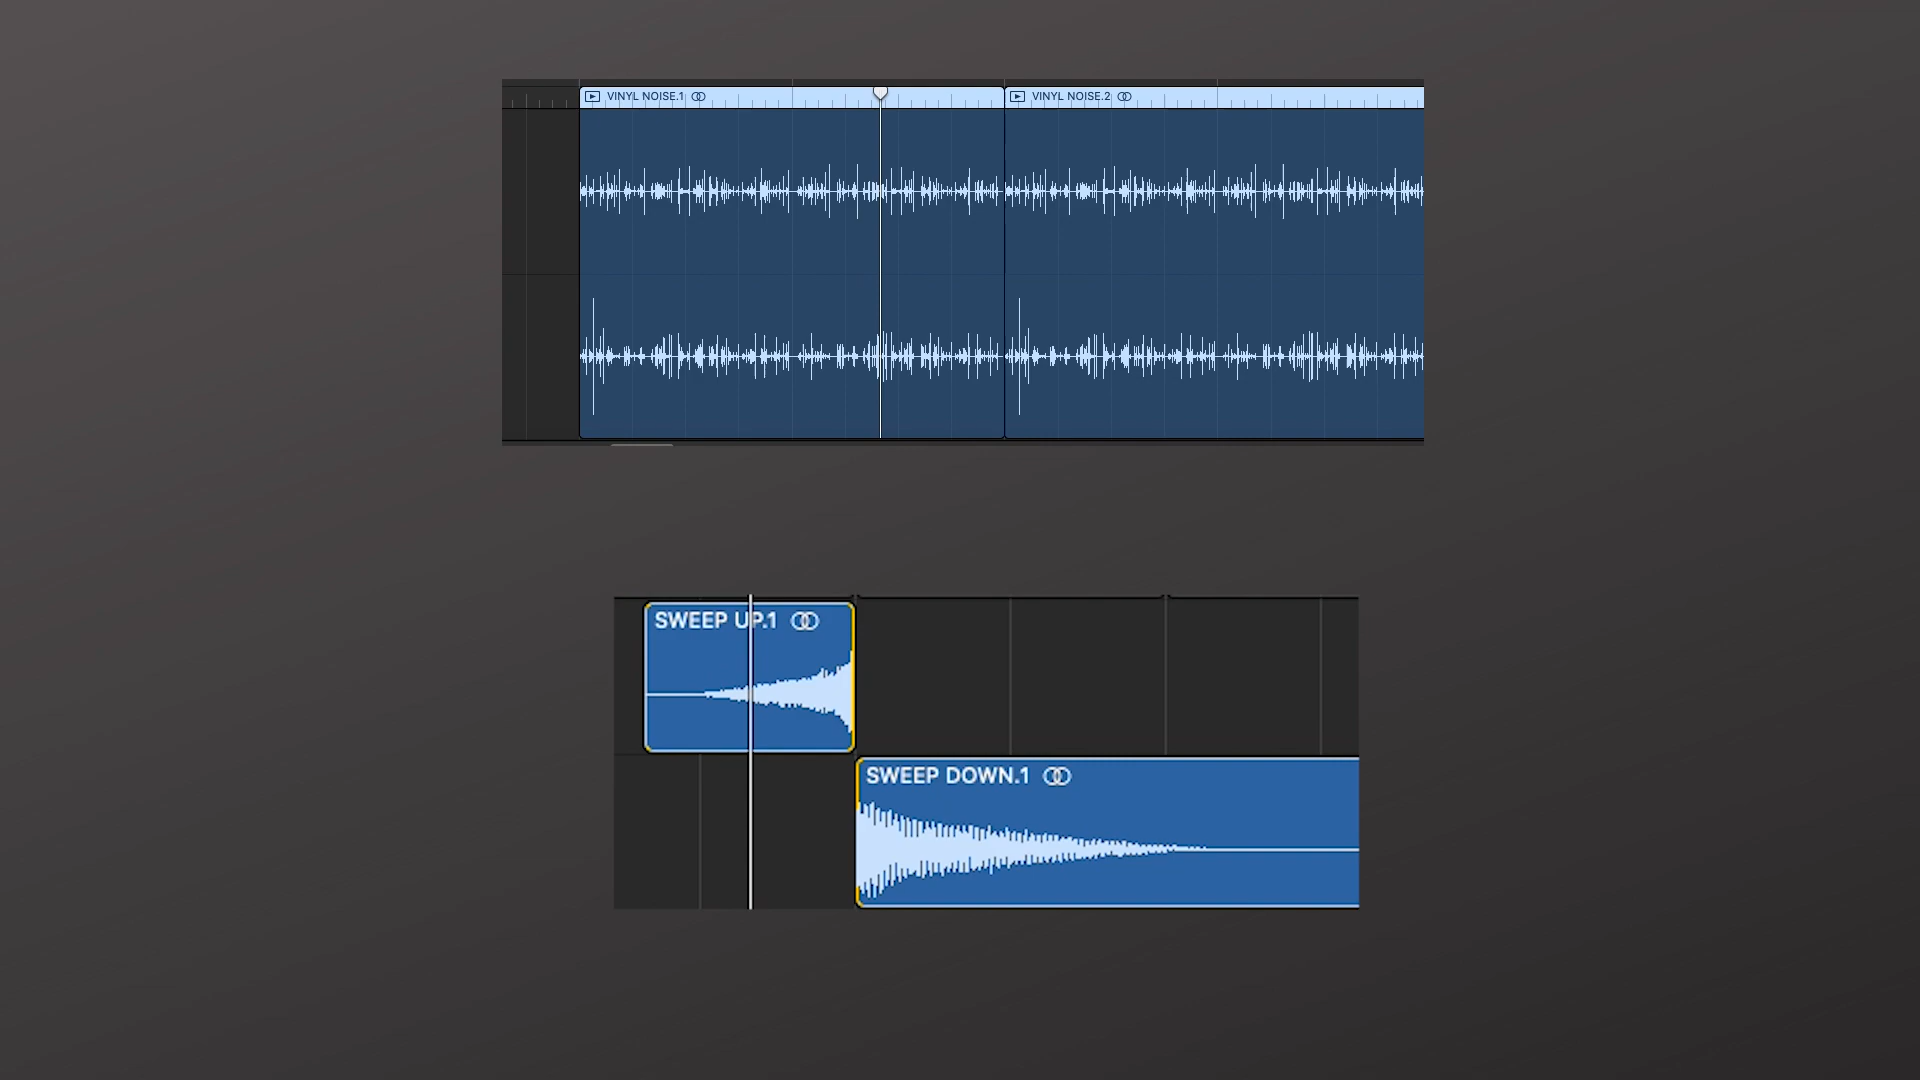 VINYL NOISE.1
VINYL NOISE.2
SWEEP UP.1
SWEEP DOWN.1